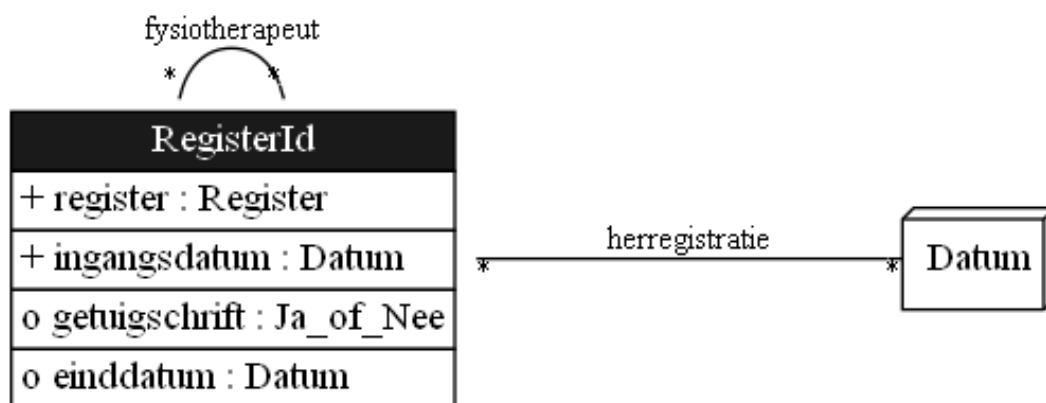 fysiotherapeut
* *
RegisterId
+ register : Register
+ ingangsdatum : Datum
o getuigschrift : Ja_of_Nee
o einddatum : Datum
* herregistratie *
Datum